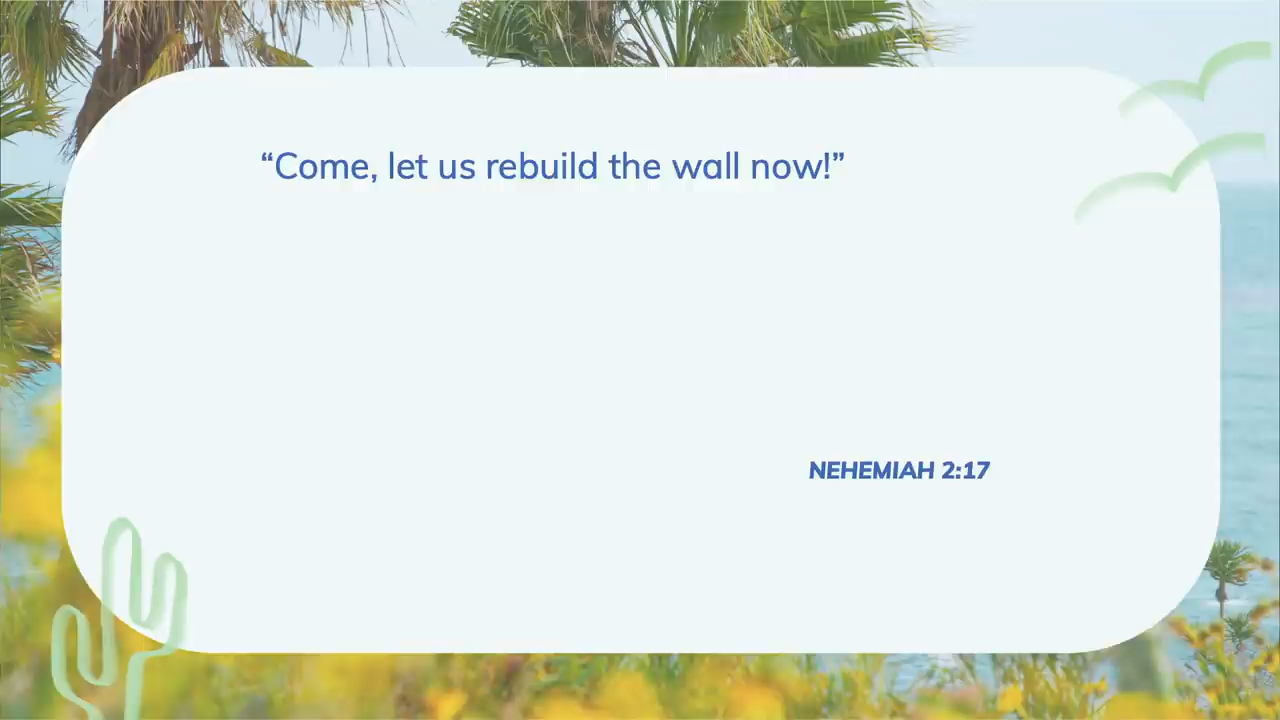 “Come, let us rebuild the wall now!”
NEHEMIAH 2:17